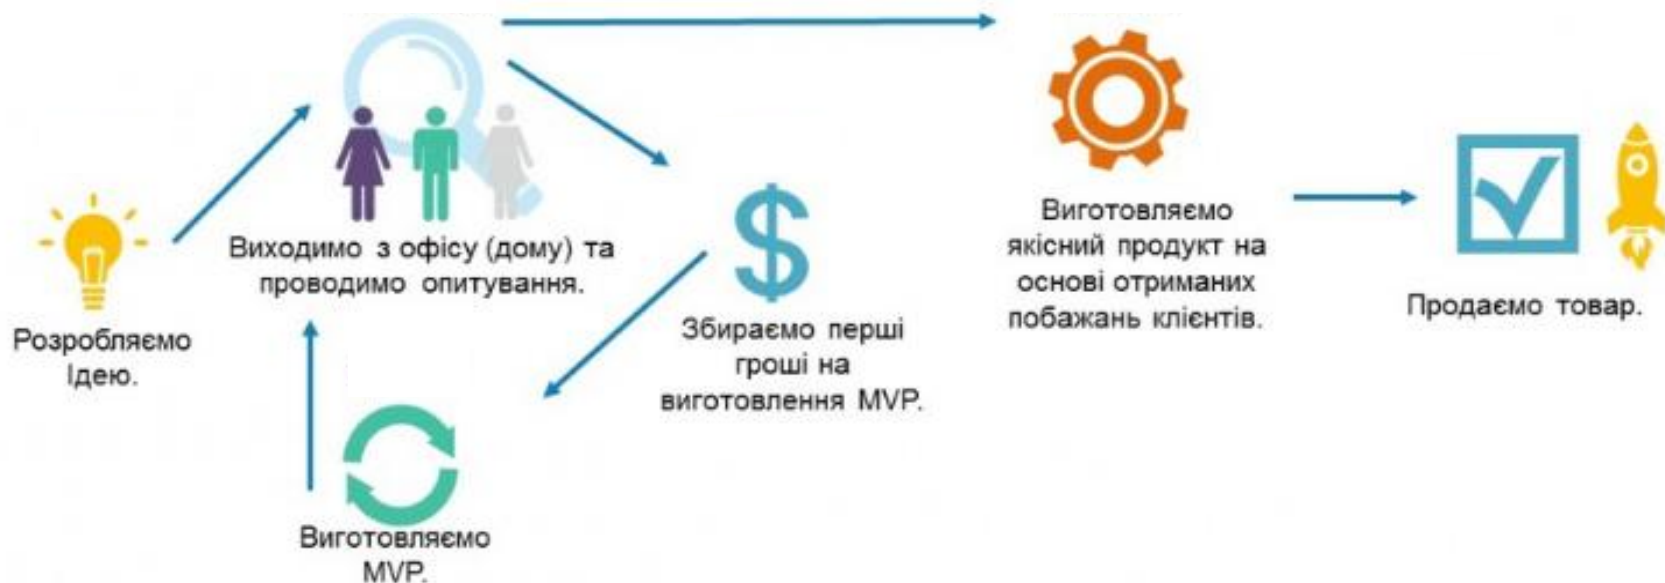 Розробляємо
Ідею.
Виходимо з офісу (дому) та
проводимо опитування.
Збираємо перші
гроші на
виготовлення MVP.
Виготовляємо
MVP.
Виготовляємо
якісний продукт на
основі отриманих
побажань клієнтів.
Продаємо товар.